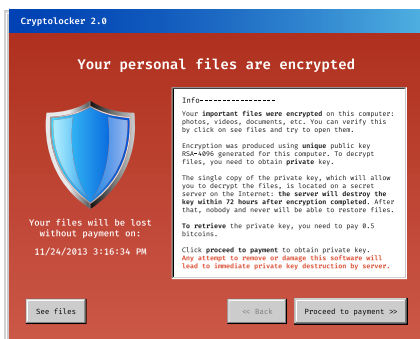 Cryptolocker 2.0
Your personal files are encrypted
Info-----------------
Your important files were encrypted on this computer:
photos, videos, documents, etc. You can verify this
by click on see files and try to open them.
Encryption was produced using unique public key
RSA-4096 generated for this computer. To decrypt
files, you need to obtain private key.
The single copy of the private key, which will allow
you to decrypt the files, is located on a secret
server on the Internet: the server will destroy the
key within 72 hours after encryption completed. After
that, nobody and never will be able to restore files.
To retrieve the private key, you need to pay 0.5
bitcoins.
Click proceed to payment to obtain private key.
Any attempt to remove or damage this software will
lead to immediate private key destruction by server.
Your files will be lost
without payment on:
11/24/2013 3:16:34 PM
See files
<< Back
Proceed to payment >>